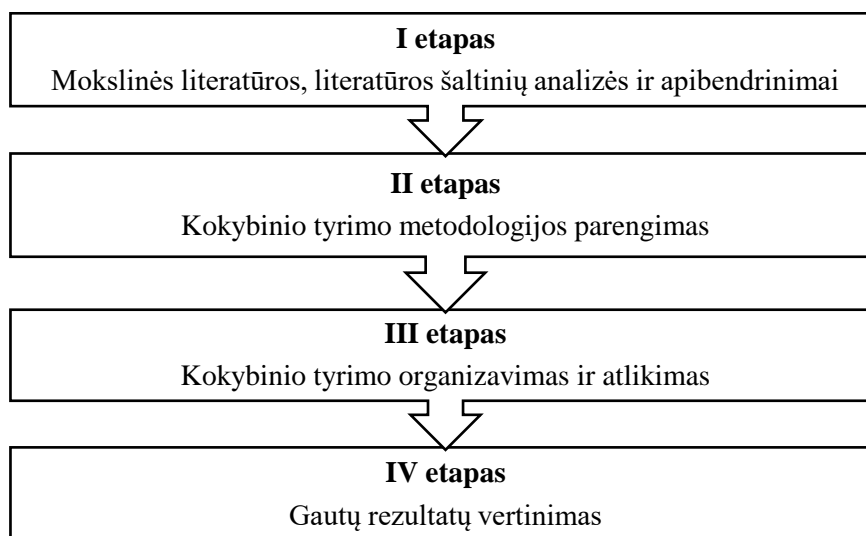 I etapas
Mokslinės literatūros, literatūros šaltinių analizės ir apibendrinimai
II etapas
Kokybinio tyrimo metodologijos parengimas
III etapas
Kokybinio tyrimo organizavimas ir atlikimas
IV etapas
Gautų rezultatų vertinimas